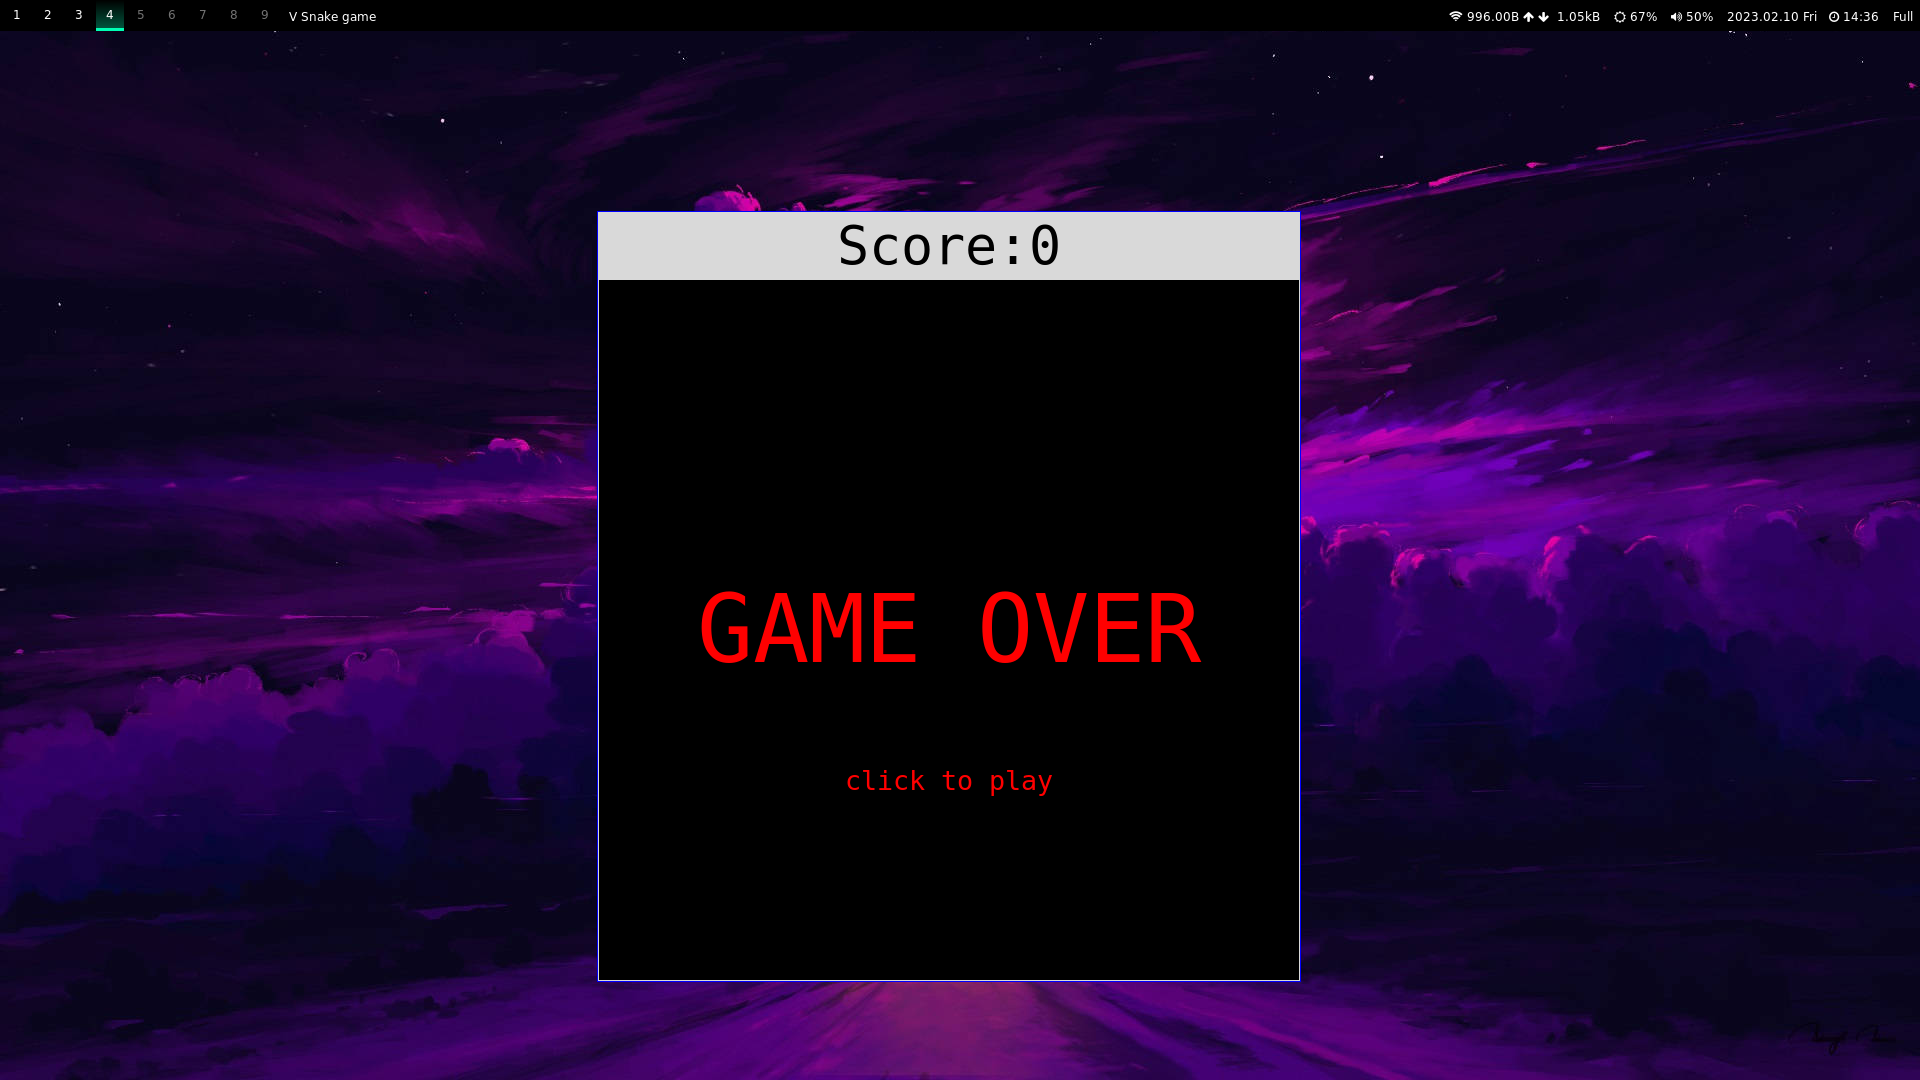 1 2 3 4 5 6 7 8 9 V Snake game 996.00B 1.05kB 67% 50% 2023.02.10 Fri 14:36 Full
Score:0
GAME OVER
click to play